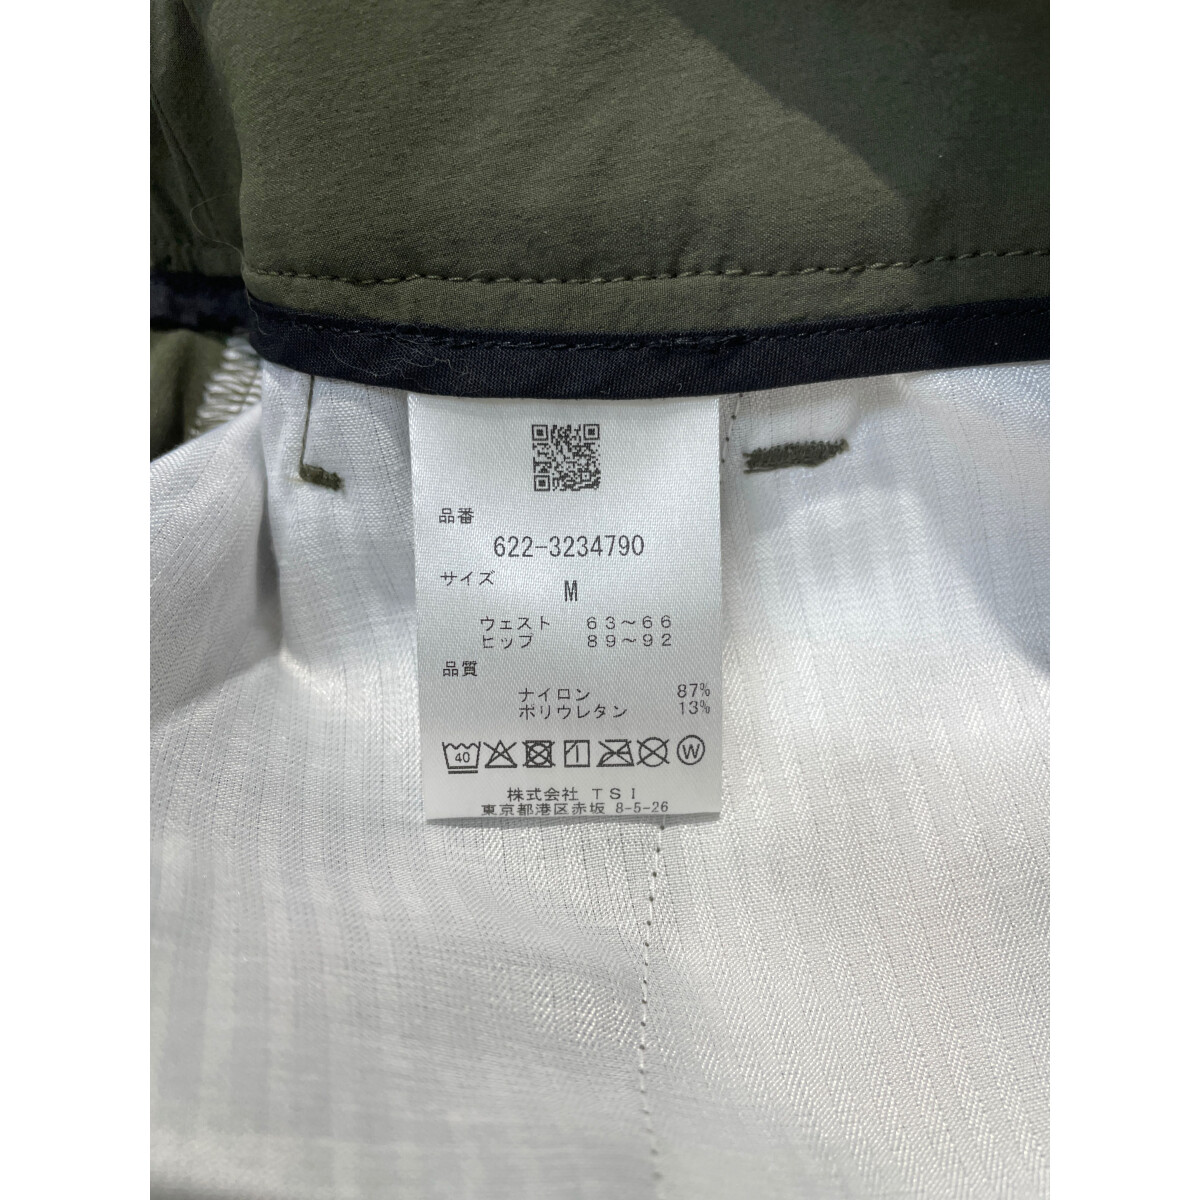 品番
622-3234790
サイズ
M
ウェスト 63～66
ヒップ 89～92
品質
ナイロン 87%
ポリウレタン 13%
40 W
株式会社 TSI
東京都港区赤坂 8-5-26